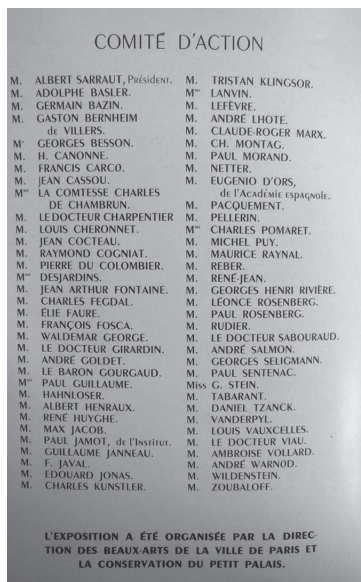 COMITÉ D'ACTION
M. ALBERT SARRAUT, Président.
M. ADOLPHE BASLER.
M. GERMAIN BAZIN.
M. GASTON BERNHEIM
de VILLERS.
Mᵉ GEORGES BESSON.
M. H. CANONNE.
M. FRANCIS CARCO.
M. JEAN CASSOU.
Mᵐᵉ LA COMTESSE CHARLES
DE CHAMBRUN.
M. LE DOCTEUR CHARPENTIER
M. LOUIS CHERONNET.
M. JEAN COCTEAU.
M. RAYMOND COGNIAT.
M. PIERRE DU COLOMBIER.
Mᵐᵉ DESJARDINS.
M. JEAN ARTHUR FONTAINE.
M. CHARLES FEGDAL.
M. ÉLIE FAURE.
M. FRANÇOIS FOSCA.
M. WALDEMAR GEORGE.
M. LE DOCTEUR GIRARDIN.
M. ANDRÉ GOLDET.
M. LE BARON GOURGAUD.
Mᵐᵉ PAUL GUILLAUME.
M. HAHNLOSER.
M. ALBERT HENRAUX.
M. RENÉ HUYGHE.
M. MAX JACOB.
M. PAUL JAMOT, de l'Institut.
M. GUILLAUME JANNEAU.
M. F. JAVAL.
M. EDOUARD JONAS.
M. CHARLES KUNSTLER.
M. TRISTAN KLINGSOR.
Mᵐᵉ LANVIN.
M. LEFÈVRE.
M. ANDRÉ LHOTE.
M. CLAUDE-ROGER MARX.
M. CH. MONTAG.
M. PAUL MORAND.
M. NETTER.
M. EUGENIO D'ORS,
de l'Académie espagnole.
M. PACQUEMENT.
M. PELLERIN.
Mᵐᵉ CHARLES POMARET.
M. MICHEL PUY.
M. MAURICE RAYNAL.
M. REBER.
M. RENÉ-JEAN.
M. GEORGES HENRI RIVIÈRE.
M. LÉONCE ROSENBERG.
M. PAUL ROSENBERG.
M. RUDIER.
M. LE DOCTEUR SABOURAUD.
M. ANDRÉ SALMON.
M. GEORGES SELIGMANN.
M. PAUL SENTENAC.
Miss G. STEIN.
M. TABARANT.
M. DANIEL TZANCK.
M. VANDERPYL.
M. LOUIS VAUXCELLES.
M. LE DOCTEUR VIAU.
M. AMBROISE VOLLARD.
M. ANDRÉ WARNOD.
M. WILDENSTEIN.
M. ZOUBALOFF.
L'EXPOSITION A ÉTÉ ORGANISÉE PAR LA DIREC-
TION DES BEAUX-ARTS DE LA VILLE DE PARIS ET
LA CONSERVATION DU PETIT PALAIS.